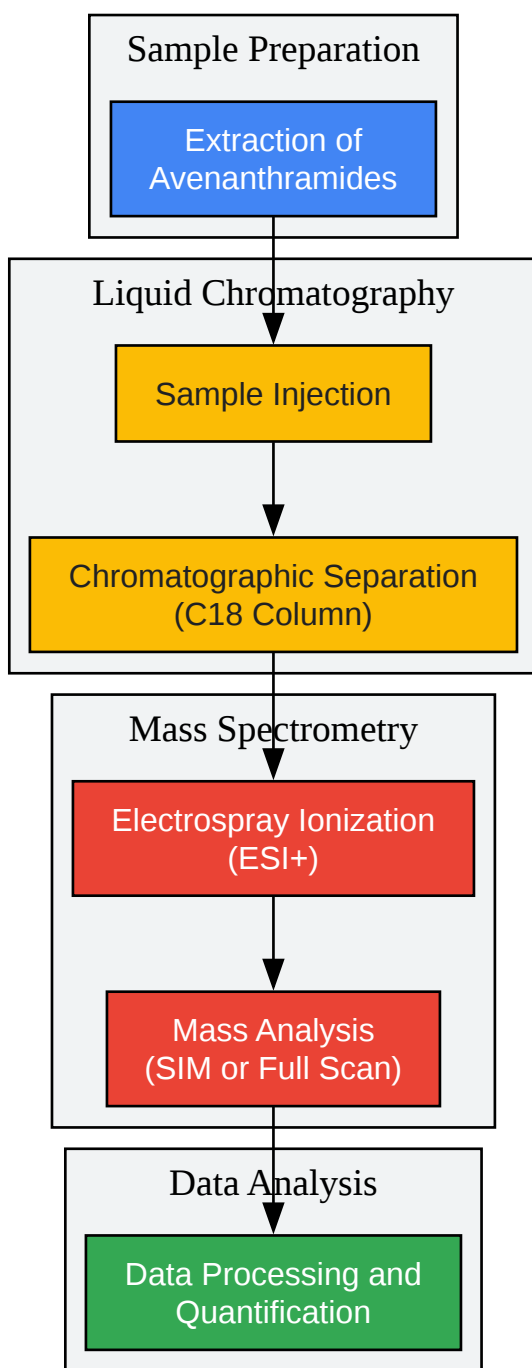 Sample Preparation
Extraction of
Avenanthramides
Liquid Chromatography
Sample Injection
Chromatographic Separation
(C18 Column)
Mass Spectrometry
Electrospray Ionization
(ESI+)
Mass Analysis
(SIM or Full Scan)
Data Analysis
Data Processing and
Quantification